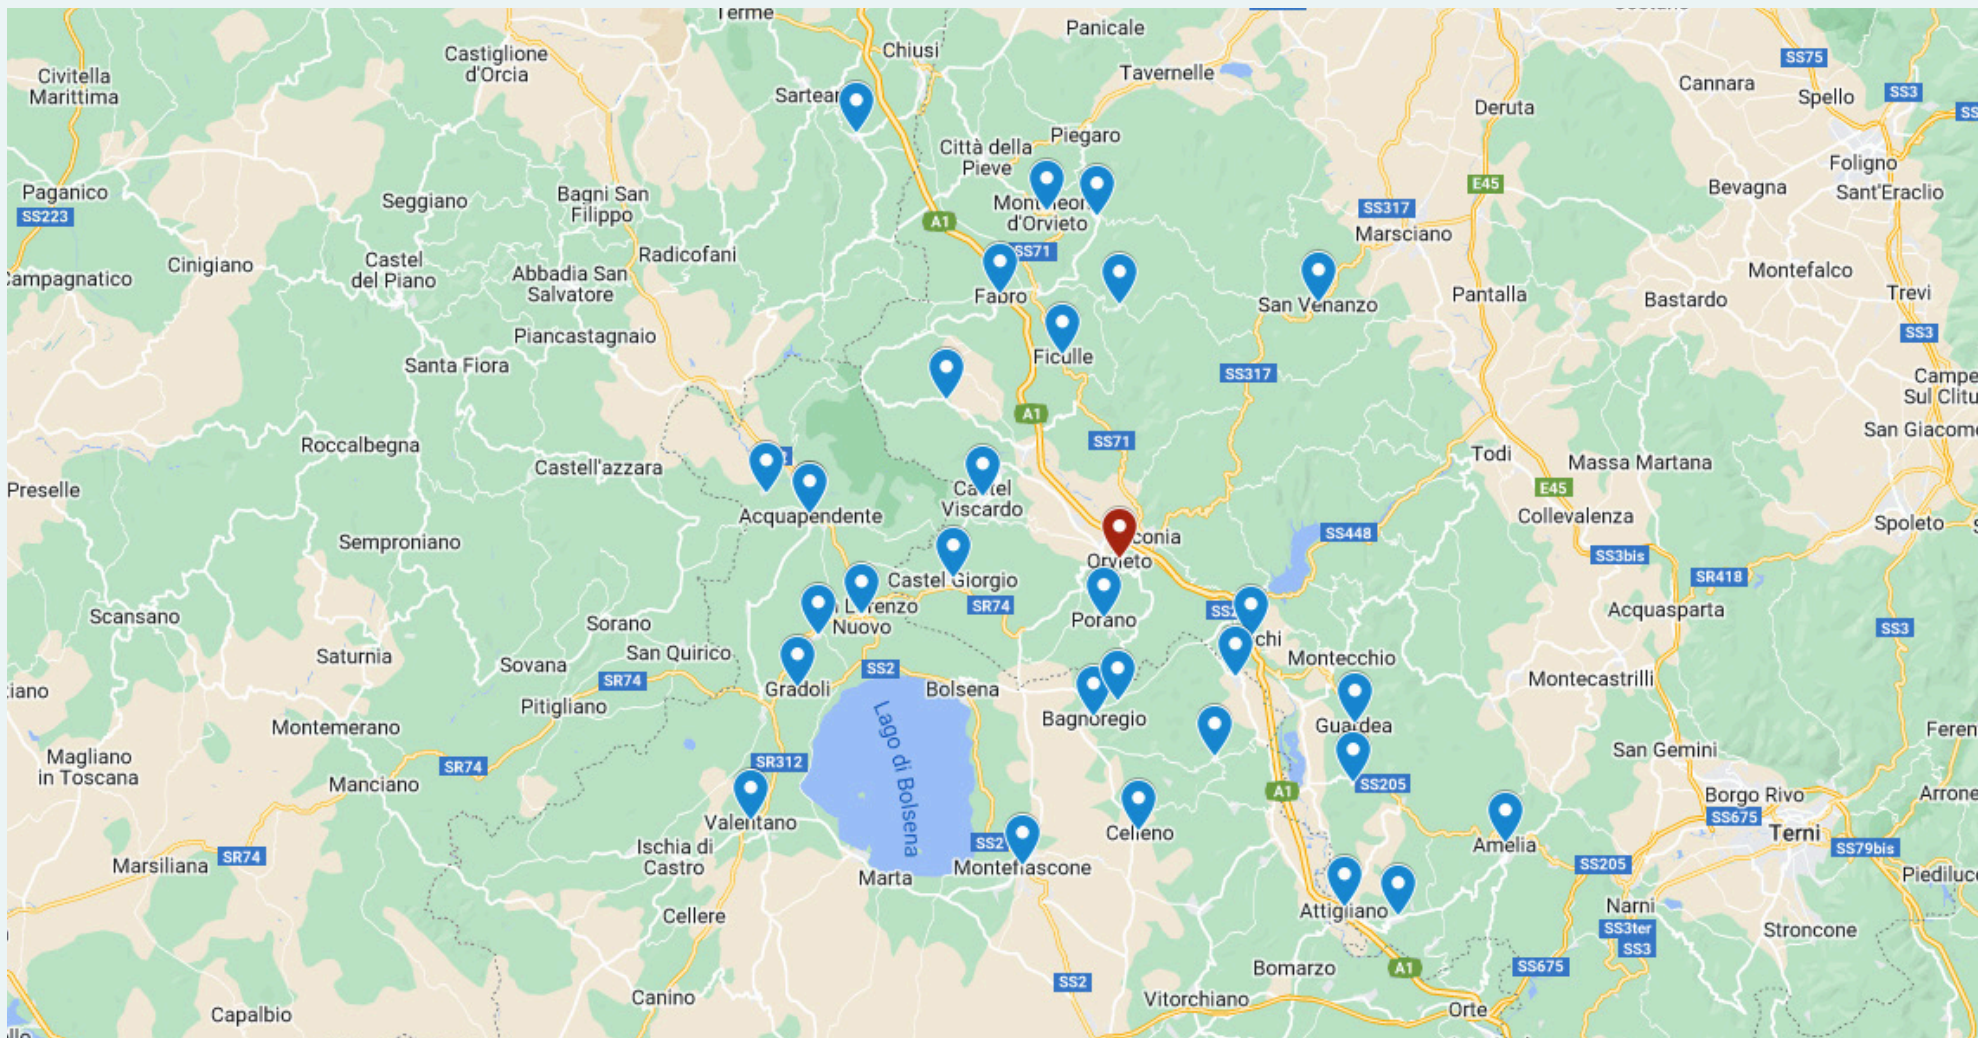 Terme
Panicale
Chiusi
Castiglione
d'Orcia
Civitella
Marittima
Tavernelle
SS75
Cannara
Spello
SS3
Deruta
Piegaro
Città della
Pieve
Foligno
Sant'Eraclio
Bevagna
E45
Paganico
SS223
Seggiano
Bagni San
Filippo
d'Orvieto
A1
SS71
SS317
Marsciano
Radicofani
Cinigiano
Castel
del Piano
Abbadia San
Salvatore
Campagnatico
Montefalco
Trevi
Bastardo
Pantalla
San Venanzo
Fabro
SS3
Piancastagnaio
Ficulle
Santa Fiora
SS317
A1
SS71
Roccalbegna
Castell'azzara
Todi
Massa Martana
E45
Preselle
Acquapendente
Castel
Viscardo
Collevalenza
Spoleto
SS448
Semproniano
Orvieto
SS3bis
SR418
Castel Giorgio
SR74
Nuovo
Porano
Acquasparta
SS3
Scansano
Sorano
San Quirico
Saturnia
Sovana
SR74
SS2
Montecchio
Montecastrilli
Gradoli
Bolsena
Pitigliano
Bagnoregio
Guardea
Montemerano
Lago di Bolsena
Magliano
in Toscana
SR74
SR312
San Gemini
Manciano
A1
SS205
Borgo Rivo
SS675
Terni
Valentano
Celleno
SS2
Amelia
SS79bis
Marsiliana
SR74
Ischia di
Castro
Marta
Montefiascone
SS205
Attigliano
Narni
Cellere
SS3ter
SS3
Stroncone
Bomarzo
A1
SS675
SS2
Canino
Vitorchiano
Orte
Capalbio